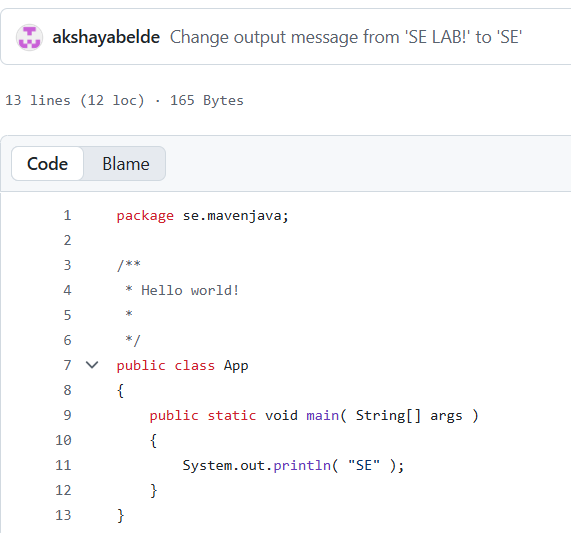 akshayabelde Change output message from 'SE LAB!' to 'SE'
13 lines (12 loc) · 165 Bytes
Code Blame
1 package se.mavenjava;
2
3 /**
4  * Hello world!
5  *
6  */
7 public class App
8 {
9     public static void main( String[] args )
10     {
11         System.out.println( "SE" );
12     }
13 }